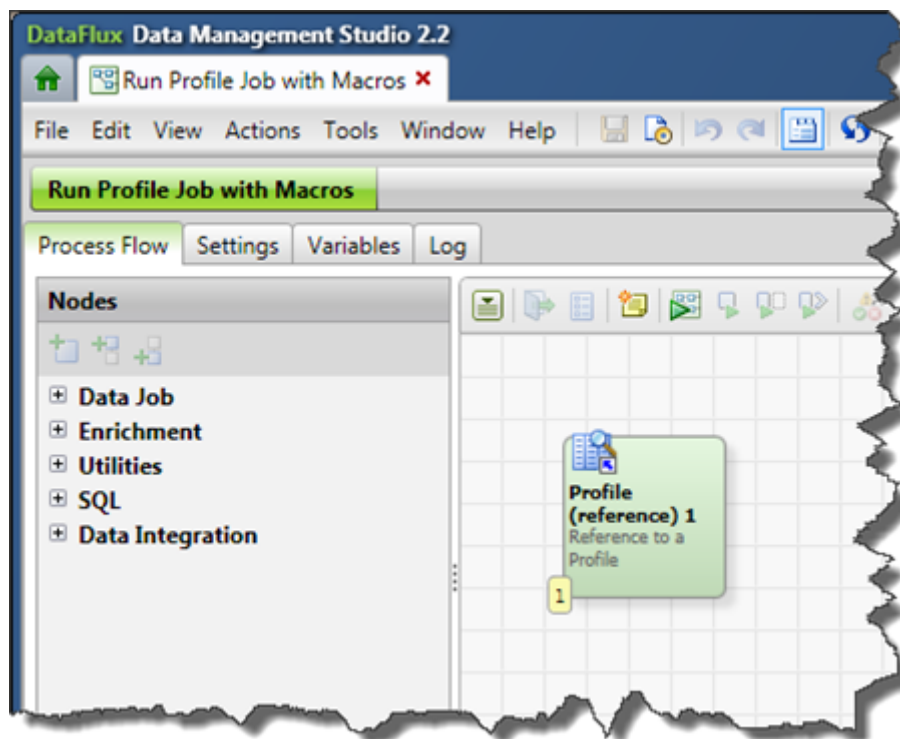 DataFlux Data Management Studio 2.2
Run Profile Job with Macros
File Edit View Actions Tools Window Help
Run Profile Job with Macros
Process Flow Settings Variables Log
Nodes
Data Job
Enrichment
Utilities
SQL
Data Integration
Profile
(reference) 1
Reference to a
Profile
1